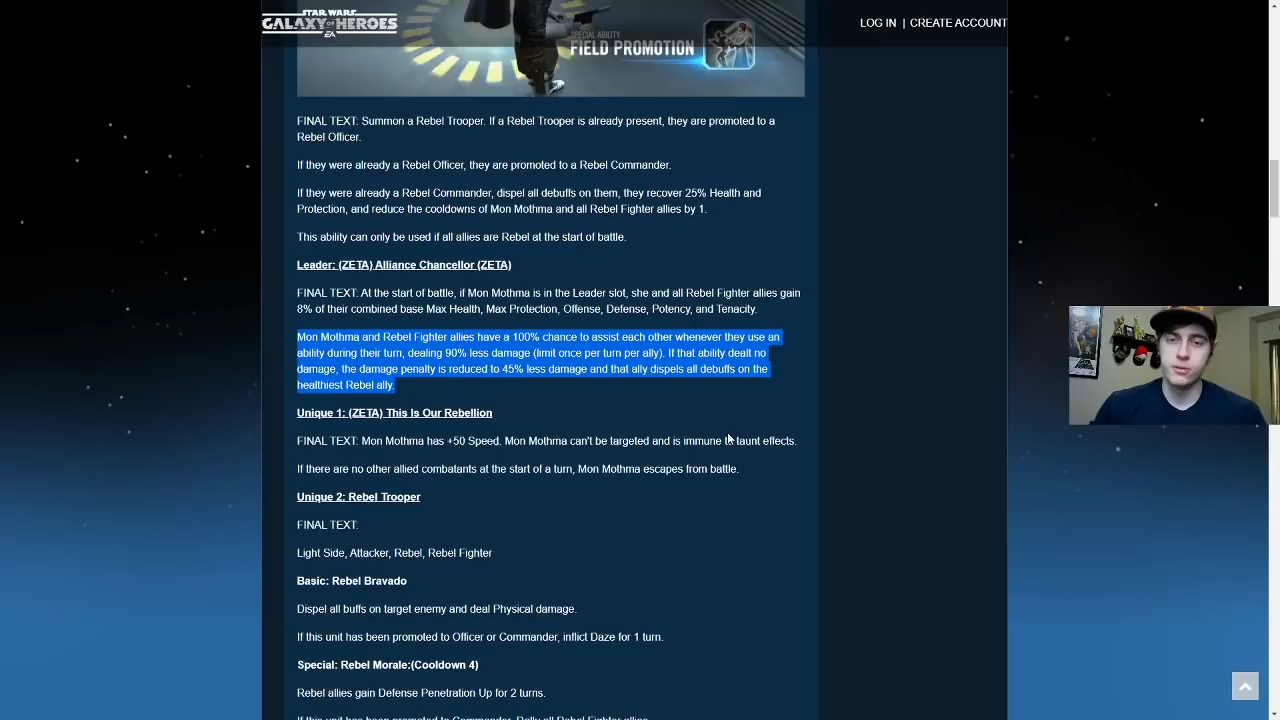 STAR WARS
GALAXY OF HEROES
EA
LOG IN | CREATE ACCOUNT
SPECIAL ABILITY
FIELD PROMOTION
FINAL TEXT: Summon a Rebel Trooper. If a Rebel Trooper is already present, they are promoted to a
Rebel Officer.
If they were already a Rebel Officer, they are promoted to a Rebel Commander.
If they were already a Rebel Commander, dispel all debuffs on them, they recover 25% Health and
Protection, and reduce the cooldowns of Mon Mothma and all Rebel Fighter allies by 1.
This ability can only be used if all allies are Rebel at the start of battle.
Leader: (ZETA) Alliance Chancellor (ZETA)
FINAL TEXT: At the start of battle, if Mon Mothma is in the Leader slot, she and all Rebel Fighter allies gain
8% of their combined base Max Health, Max Protection, Offense, Defense, Potency, and Tenacity.
Mon Mothma and Rebel Fighter allies have a 100% chance to assist each other whenever they use an
ability during their turn, dealing 90% less damage (limit once per turn per ally). If that ability dealt no
damage, the damage penalty is reduced to 45% less damage and that ally dispels all debuffs on the
healthiest Rebel ally.
Unique 1: (ZETA) This Is Our Rebellion
FINAL TEXT: Mon Mothma has +50 Speed. Mon Mothma can't be targeted and is immune to taunt effects.
If there are no other allied combatants at the start of a turn, Mon Mothma escapes from battle.
Unique 2: Rebel Trooper
FINAL TEXT:
Light Side, Attacker, Rebel, Rebel Fighter
Basic: Rebel Bravado
Dispel all buffs on target enemy and deal Physical damage.
If this unit has been promoted to Officer or Commander, inflict Daze for 1 turn.
Special: Rebel Morale:(Cooldown 4)
Rebel allies gain Defense Penetration Up for 2 turns.
If this unit has been promoted to Commander, Rally all Rebel Fighter allies.